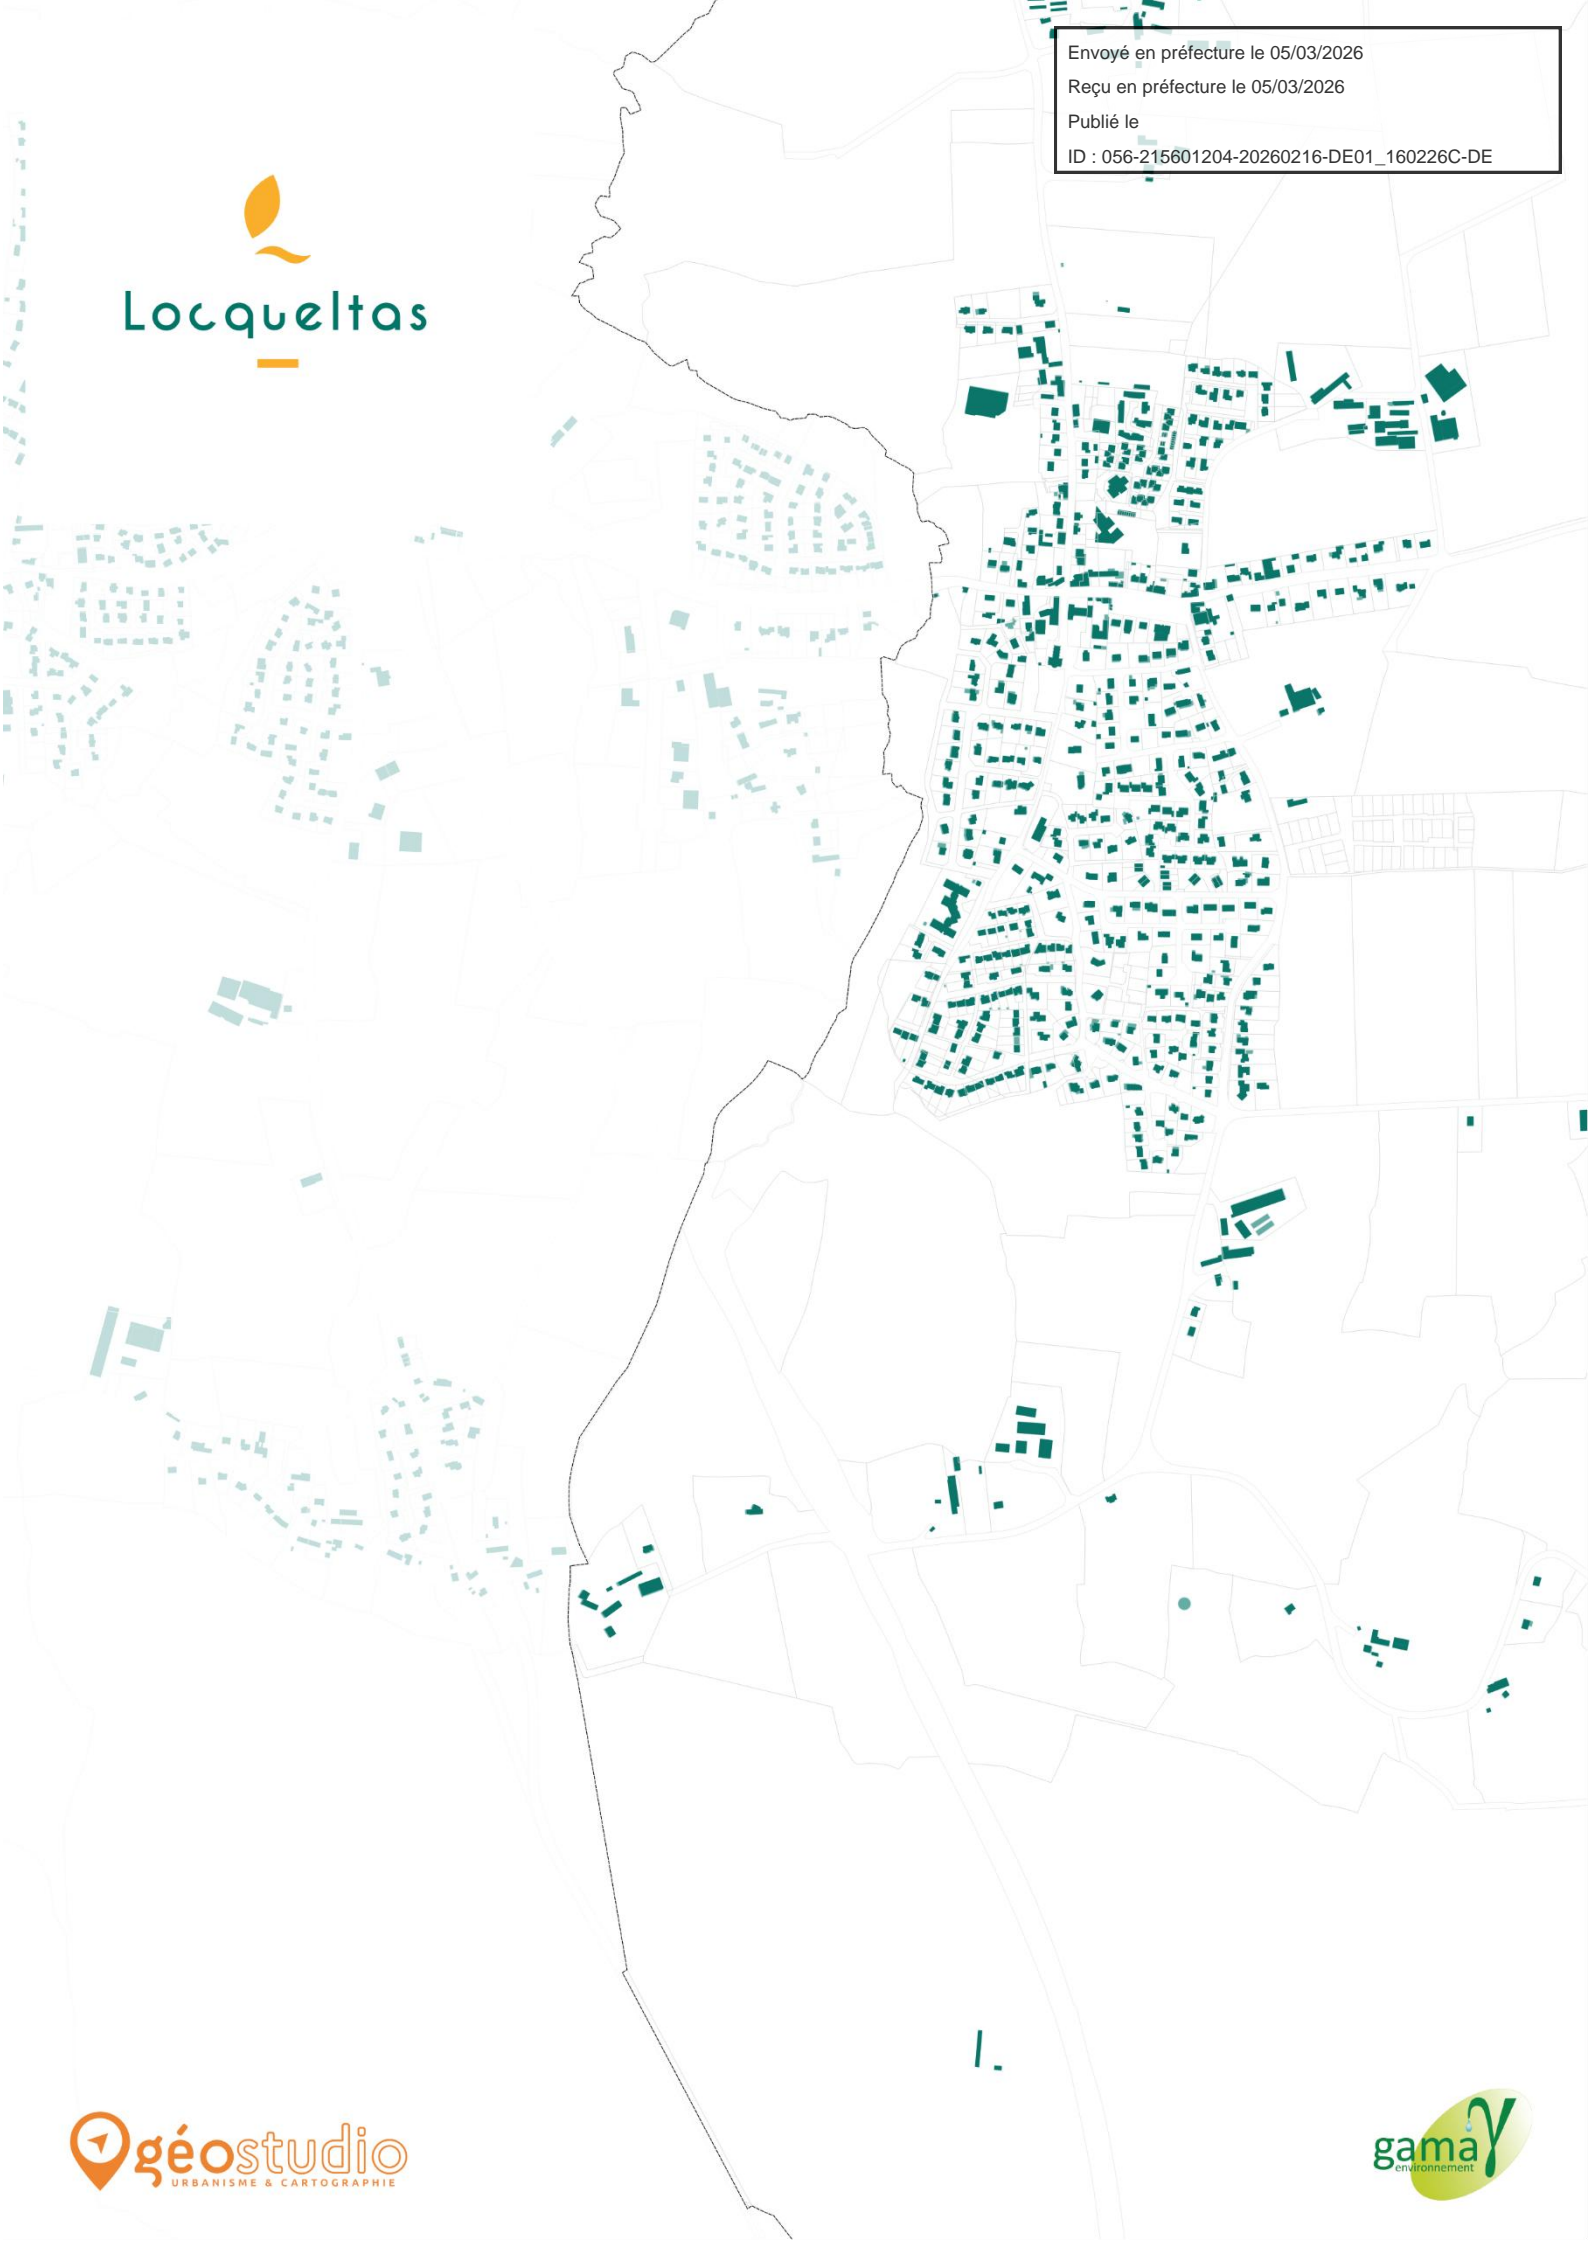 Envoyé en préfecture le 05/03/2026
Reçu en préfecture le 05/03/2026
Publié le
ID : 056-215601204-20260216-DE01_160226C-DE
Locqueltas
géostudio
URBANISME & CARTOGRAPHIE
gama
environnement